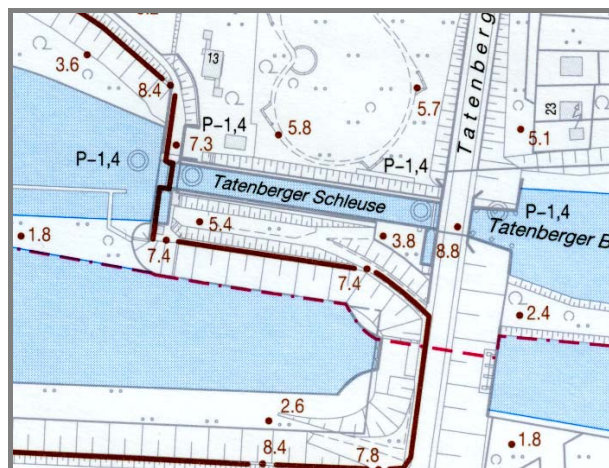 3.6
8.4
13
5.7
5.8
7.3
P-1,4
P-1,4
P-1,4
5.1
23
Tatenberg
Tatenberger Schleuse
P-1,4
Tatenberger B
5.4
3.8
8.8
1.8
7.4
7.4
2.4
2.6
8.4
7.8
1.8